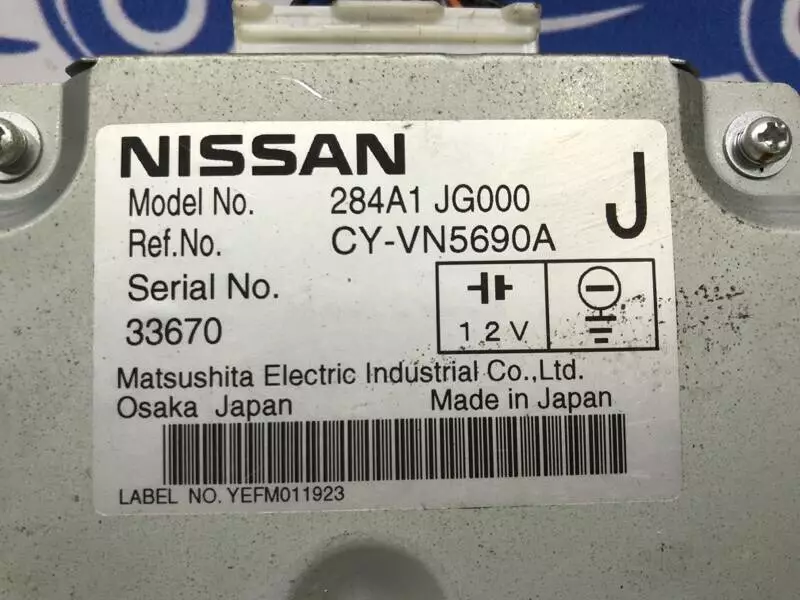 NISSAN
J
Model No. 284A1 JG000
Ref.No. CY-VN5690A
Serial No.
33670
12V
Matsushita Electric Industrial Co.,Ltd.
Osaka Japan Made in Japan
LABEL NO. YEFM011923